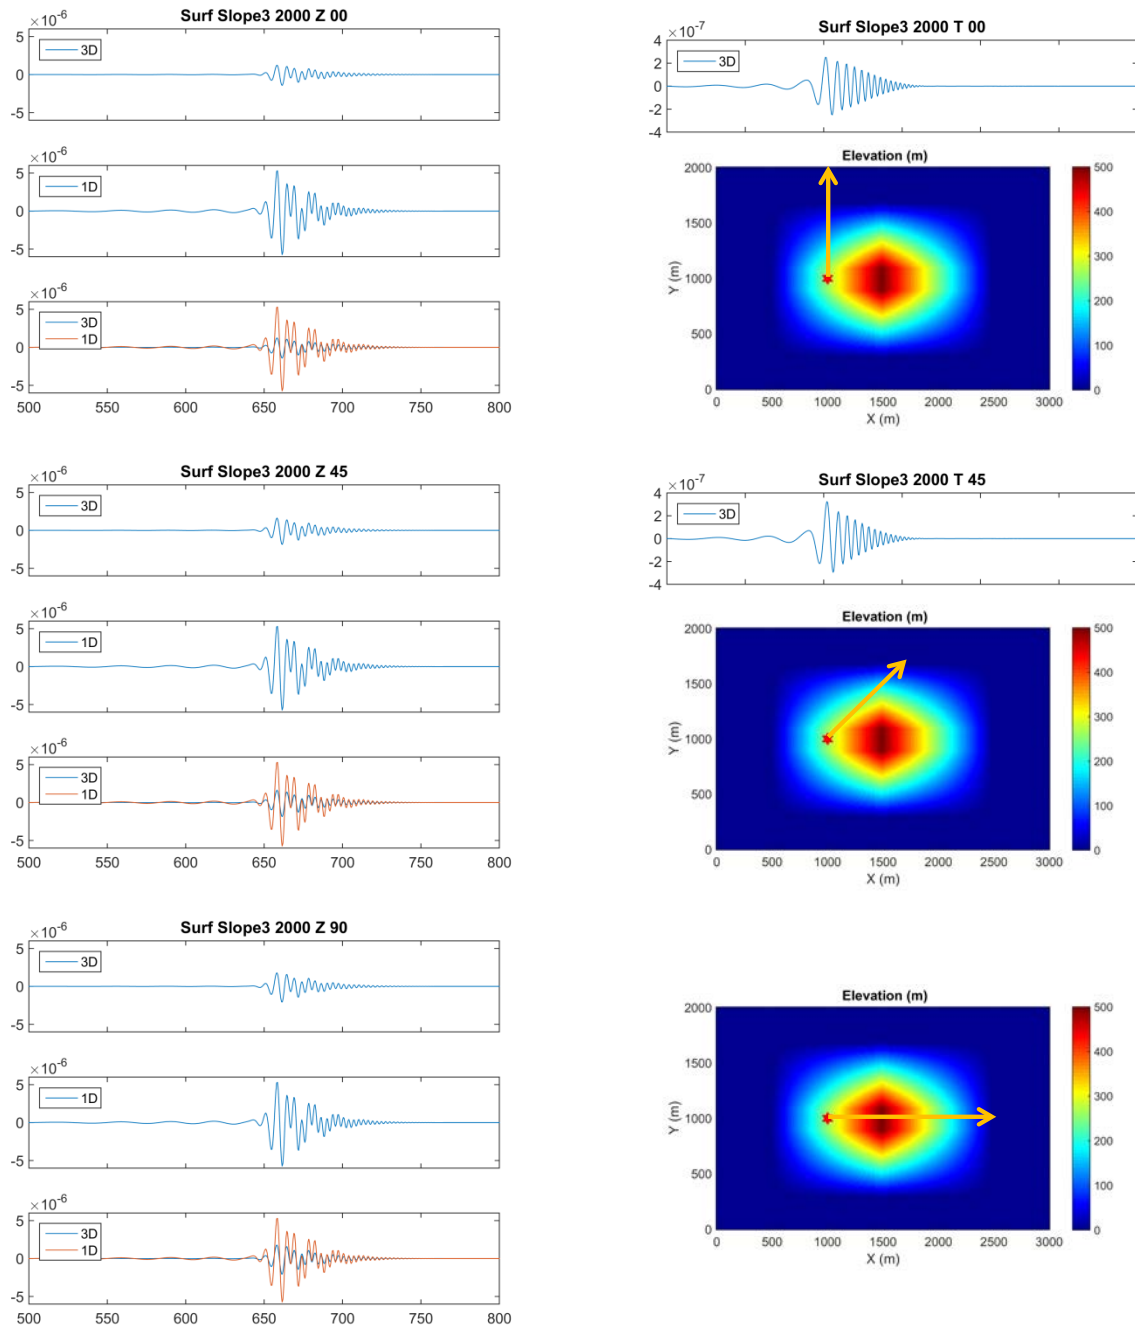 Surf Slope3 2000 Z 00
×10-6
5
0
-5
3D
×10-6
5
0
-5
1D
×10-6
5
0
-5
3D
1D
500 550 600 650 700 750 800
Surf Slope3 2000 T 00
×10-7
4
2
0
-2
-4
3D
Elevation (m)
2000
1500
1000
500
0
Y (m)
0 500 1000 1500 2000 2500 3000
X (m)
500
400
300
200
100
0
Surf Slope3 2000 Z 45
×10-6
5
0
-5
3D
×10-6
5
0
-5
1D
×10-6
5
0
-5
3D
1D
500 550 600 650 700 750 800
Surf Slope3 2000 T 45
×10-7
4
2
0
-2
-4
3D
Elevation (m)
2000
1500
1000
500
0
Y (m)
0 500 1000 1500 2000 2500 3000
X (m)
500
400
300
200
100
0
Surf Slope3 2000 Z 90
×10-6
5
0
-5
3D
×10-6
5
0
-5
1D
×10-6
5
0
-5
3D
1D
500 550 600 650 700 750 800
Elevation (m)
2000
1500
1000
500
0
Y (m)
0 500 1000 1500 2000 2500 3000
X (m)
500
400
300
200
100
0